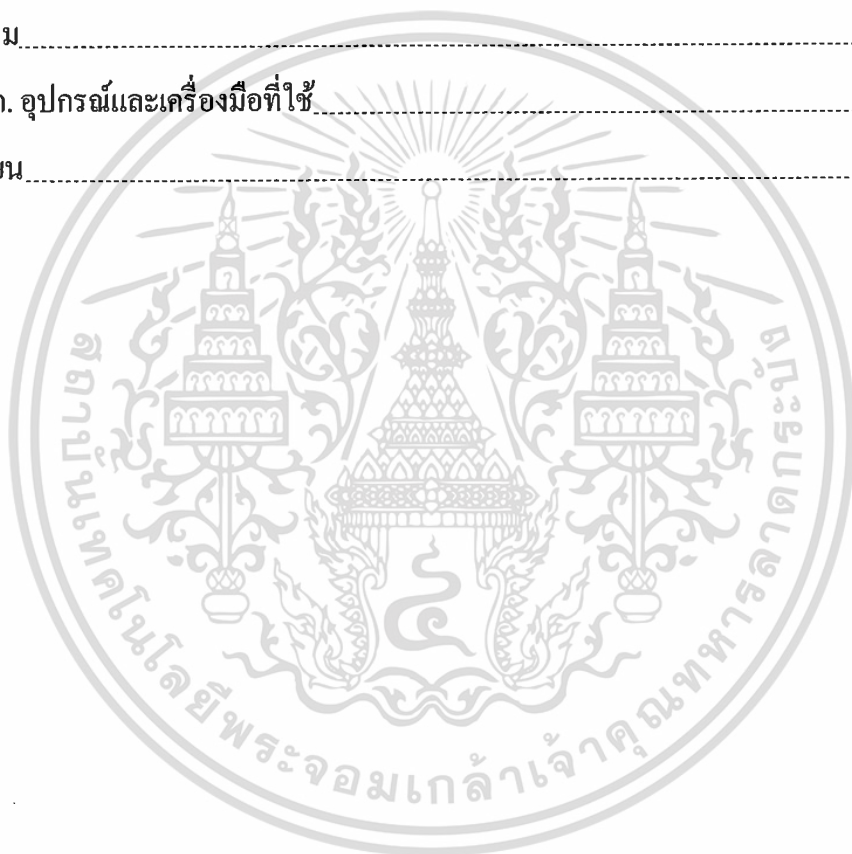 ม
ก. อุปกรณ์และเครื่องมือที่ใช้
ยน
สถาบันเทคโนโลยีพระจอมเกล้าเจ้าคุณทหารลาดกระบัง